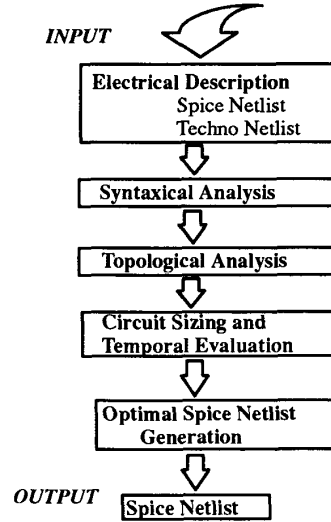 INPUT
Electrical Description
Spice Netlist
Techno Netlist
Syntaxical Analysis
Topological Analysis
Circuit Sizing and
Temporal Evaluation
Optimal Spice Netlist
Generation
OUTPUT
Spice Netlist